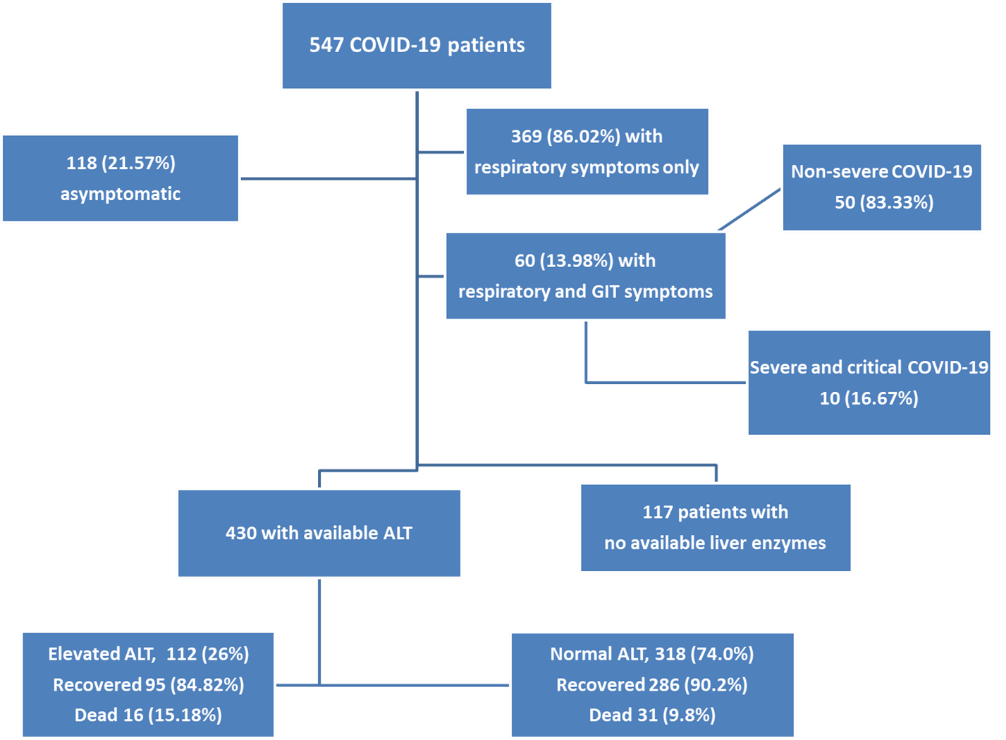 547 COVID-19 patients
369 (86.02%) with
respiratory symptoms only
118 (21.57%)
asymptomatic
Non-severe COVID-19
50 (83.33%)
60 (13.98%) with
respiratory and GIT symptoms
Severe and critical COVID-19
10 (16.67%)
430 with available ALT
117 patients with
no available liver enzymes
Elevated ALT, 112 (26%)
Recovered 95 (84.82%)
Dead 16 (15.18%)
Normal ALT, 318 (74.0%)
Recovered 286 (90.2%)
Dead 31 (9.8%)